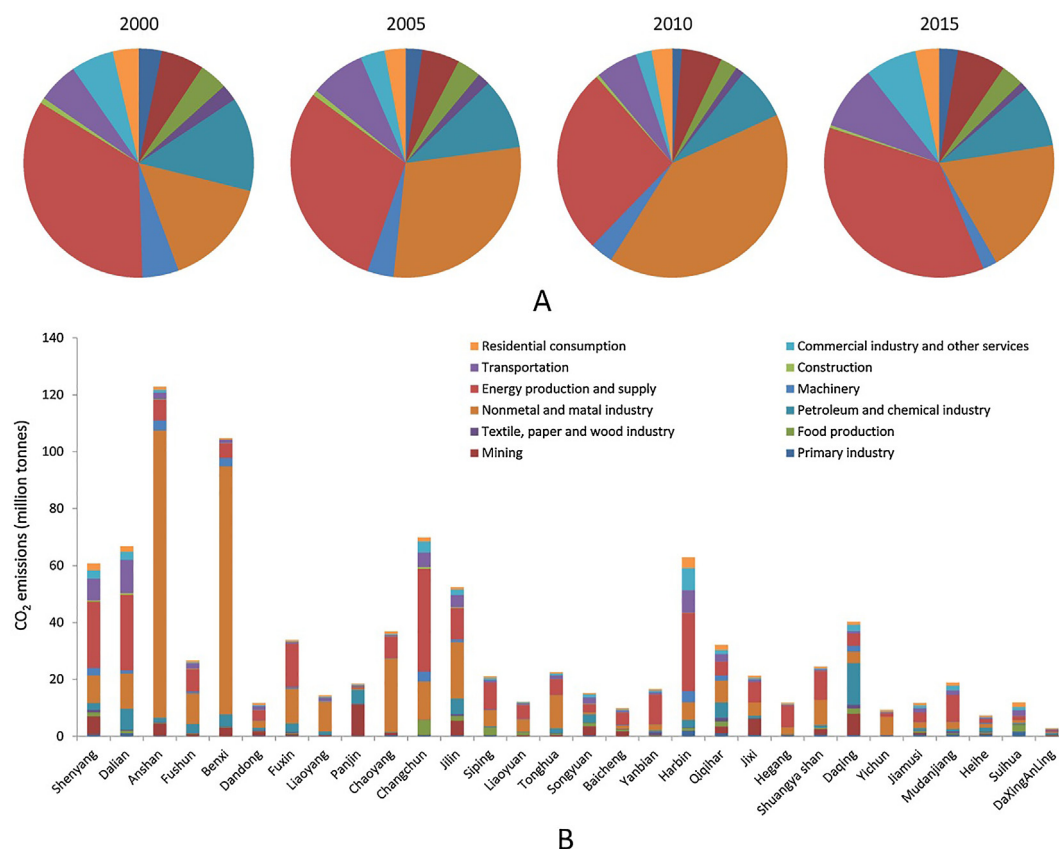 2000 2005 2010 2015
A
140
120
100
80
60
40
20
0
CO₂ emissions (million tonnes)
Residential consumption Commercial industry and other services
Transportation Construction
Energy production and supply Machinery
Nonmetal and matal industry Petroleum and chemical industry
Textile, paper and wood industry Food production
Mining Primary industry
Shenyang
Dalian
Anshan
Fushun
Benxi
Dandong
Fuxin
Liaoyang
Panjin
Chaoyang
Changchun
Jilin
Siping
Liaoyuan
Tonghua
Songyuan
Baicheng
Yanbian
Harbin
Qiqihar
Jixi
Hegang
Shuangya shan
Daqing
Yichun
Jiamusi
Mudanjiang
Heihe
Suihua
DaXingAnLing
B